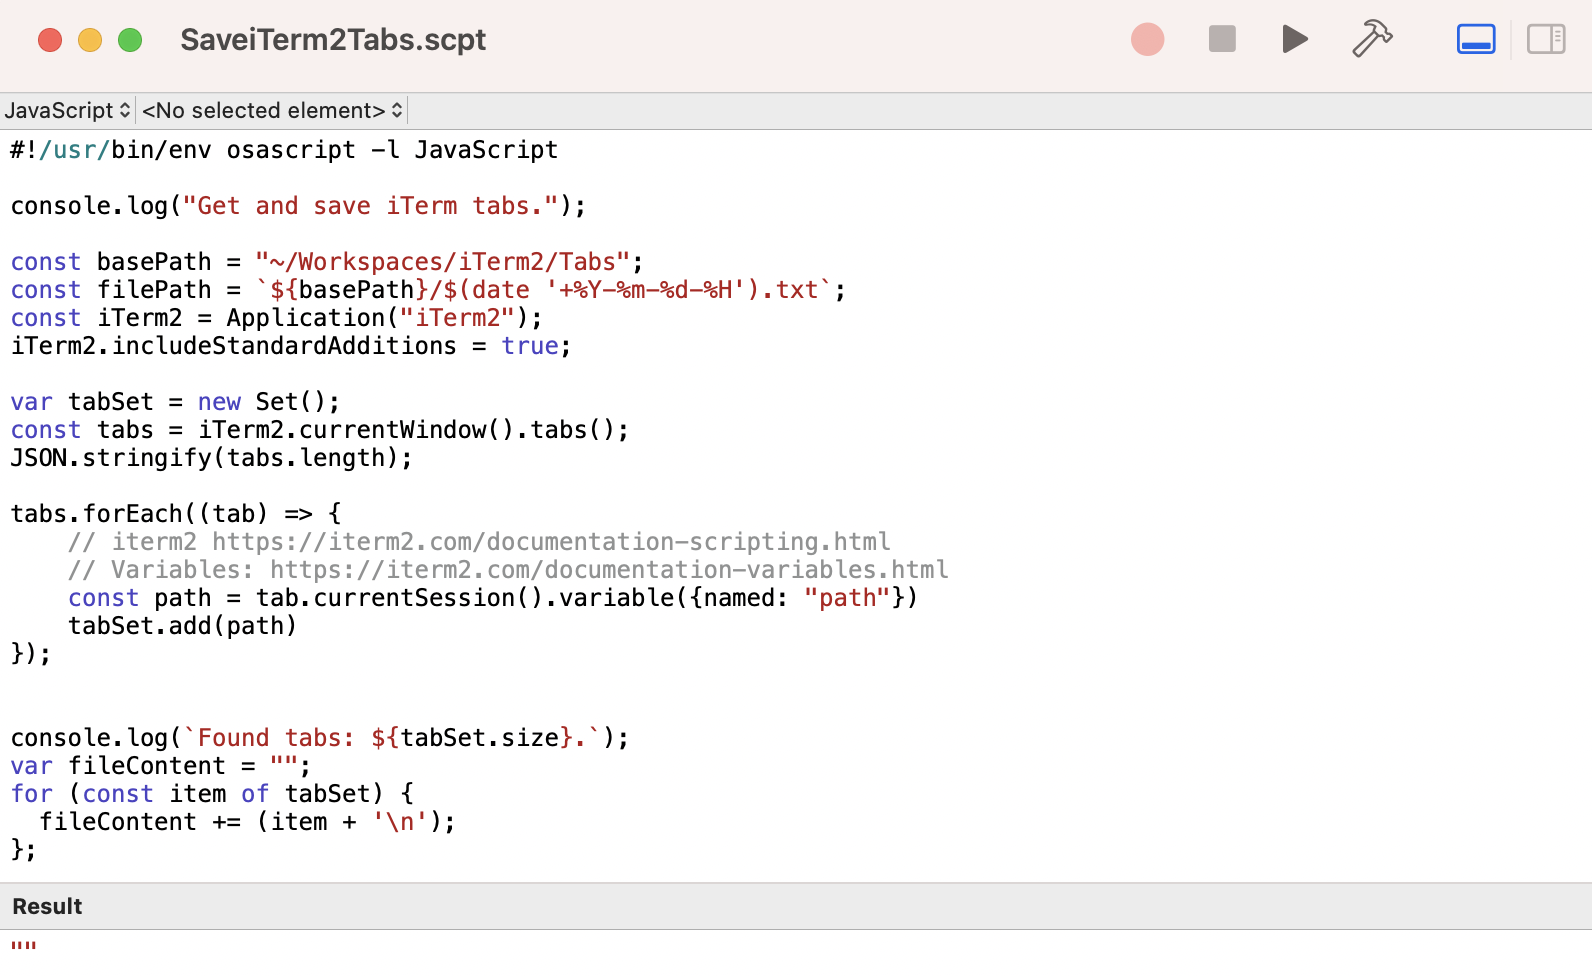 SaveiTerm2Tabs.scpt
JavaScript <No selected element>
#!/usr/bin/env osascript -l JavaScript
console.log("Get and save iTerm tabs.");
const basePath = "~/Workspaces/iTerm2/Tabs";
const filePath = `${basePath}/$(date '+%Y-%m-%d-%H').txt`;
const iTerm2 = Application("iTerm2");
iTerm2.includeStandardAdditions = true;
var tabSet = new Set();
const tabs = iTerm2.currentWindow().tabs();
JSON.stringify(tabs.length);
tabs.forEach((tab) => {
    // iterm2 https://iterm2.com/documentation-scripting.html
    // Variables: https://iterm2.com/documentation-variables.html
    const path = tab.currentSession().variable({named: "path"})
    tabSet.add(path)
});
console.log(`Found tabs: ${tabSet.size}.`);
var fileContent = "";
for (const item of tabSet) {
  fileContent += (item + '\n');
};
Result
""